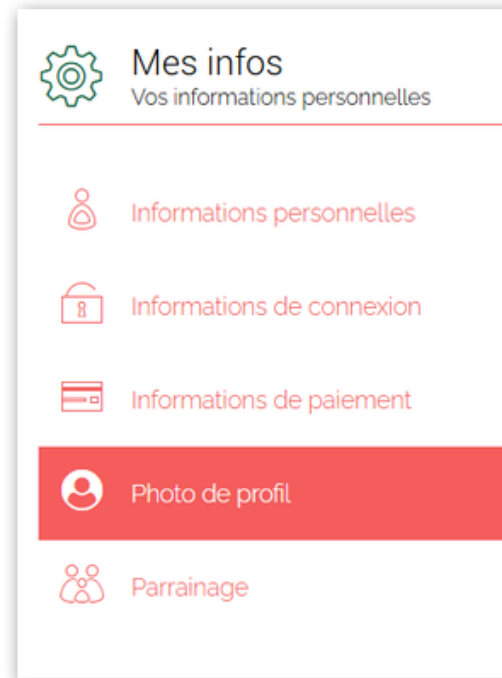 Mes infos
Vos informations personnelles
Informations personnelles
Informations de connexion
Informations de paiement
Photo de profil
Parrainage